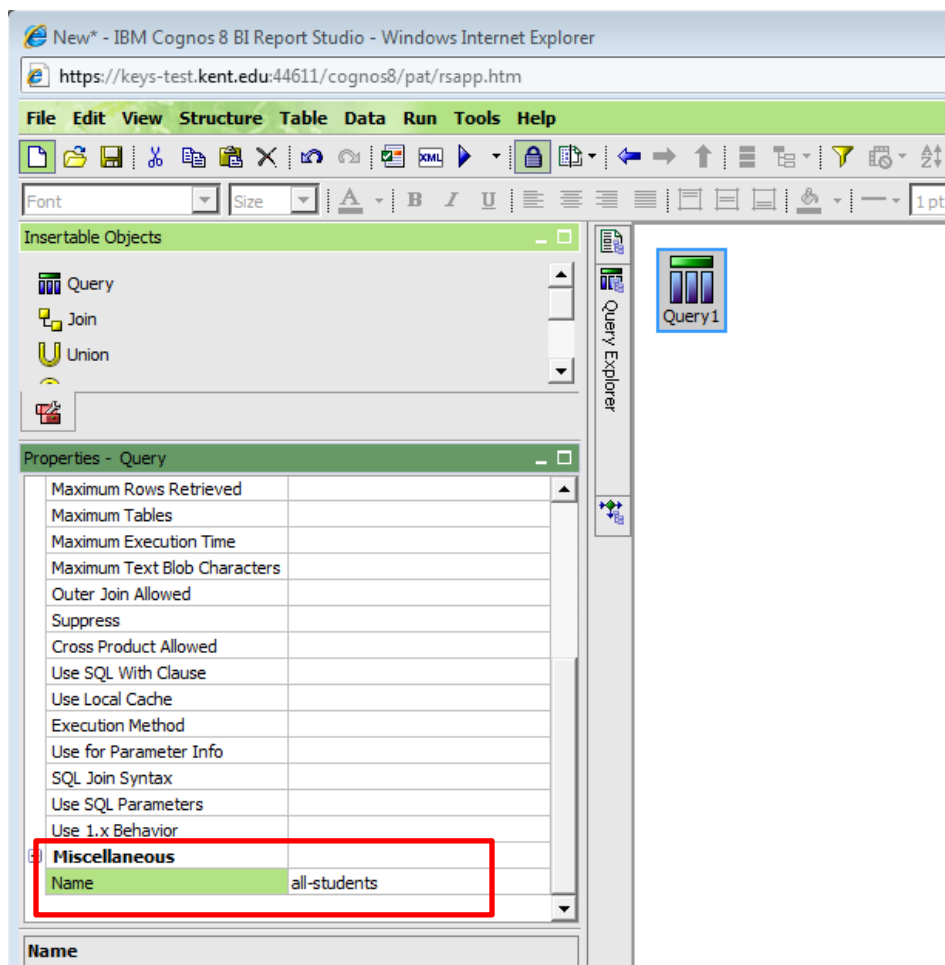 New* - IBM Cognos 8 BI Report Studio - Windows Internet Explorer
https://keys-test.kent.edu:44611/cognos8/pat/rsapp.htm
File Edit View Structure Table Data Run Tools Help
XML
Font Size A B I U 1 pt
Insertable Objects
Query
Join
Union
Query Explorer
Query1
Properties - Query
Maximum Rows Retrieved
Maximum Tables
Maximum Execution Time
Maximum Text Blob Characters
Outer Join Allowed
Suppress
Cross Product Allowed
Use SQL With Clause
Use Local Cache
Execution Method
Use for Parameter Info
SQL Join Syntax
Use SQL Parameters
Use 1.x Behavior
Miscellaneous
Name all-students
Name